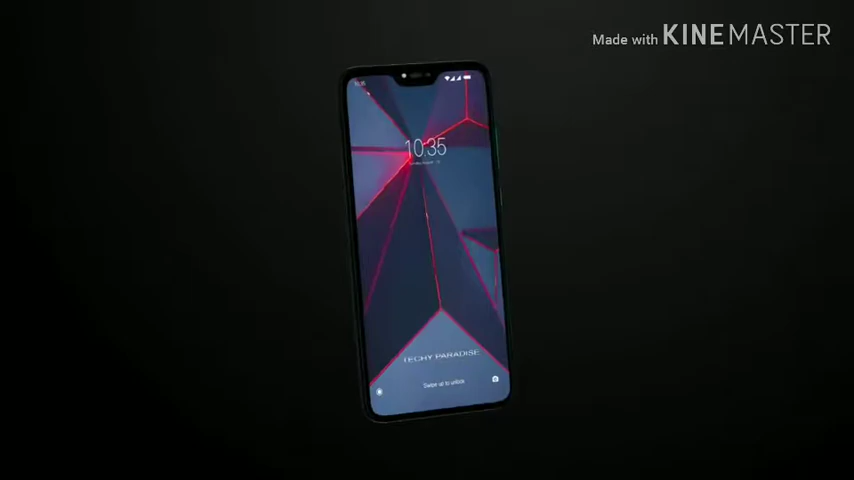 Made with KINEMASTER
10:35
TECHY PARADISE
Swipe up to unlock